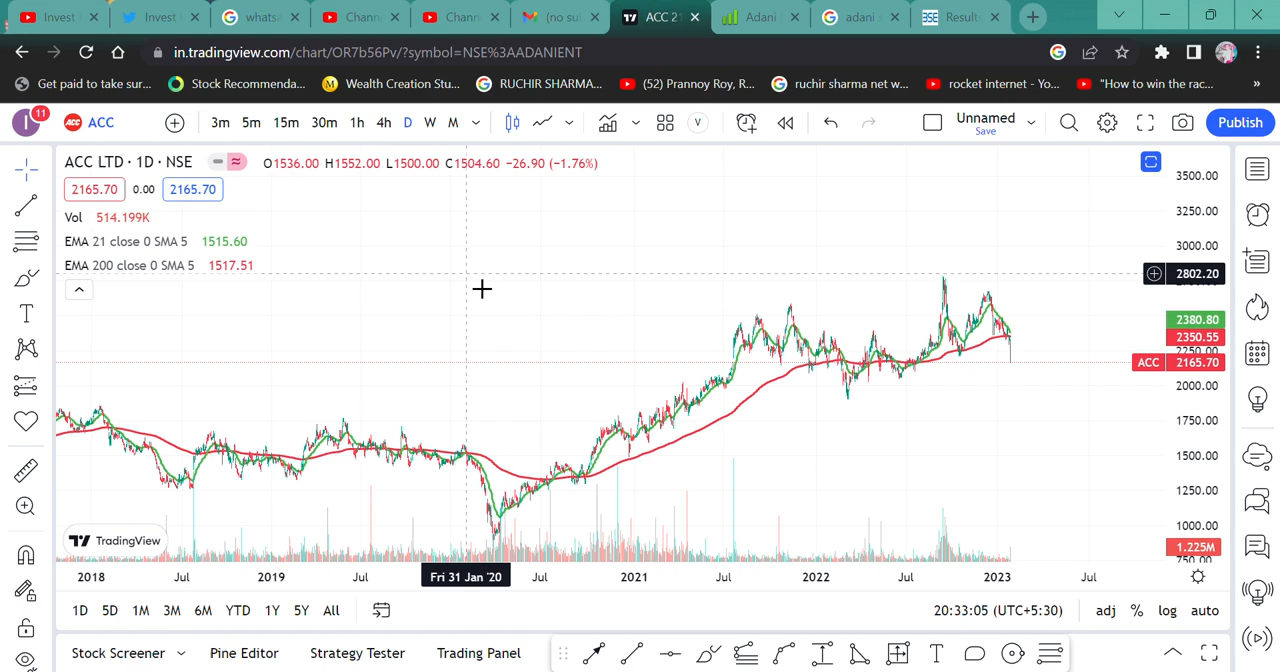 Invest
Invest
whats
Chann
Chann
(no su
ACC 2
Adani
adani s
BSE Result
in.tradingview.com/chart/OR7b56Pv/?symbol=NSE%3AADANIENT
Get paid to take sur...
Stock Recommenda...
Wealth Creation Stu...
RUCHIR SHARMA...
(52) Prannoy Roy, R...
ruchir sharma net w...
rocket internet - Yo...
"How to win the rac...
»
I 11
ACC ACC
3m 5m 15m 30m 1h 4h D W M
V
Unnamed
Save
Publish
ACC LTD · 1D · NSE
O1536.00 H1552.00 L1500.00 C1504.60 −26.90 (−1.76%)
2165.70 0.00 2165.70
Vol 514.199K
EMA 21 close 0 SMA 5 1515.60
EMA 200 close 0 SMA 5 1517.51
3500.00
3250.00
3000.00
2802.20
2380.80
2350.55
2250.00
ACC 2165.70
2000.00
1750.00
1500.00
1250.00
1000.00
1.225M
750.00
TradingView
2018 Jul 2019 Jul Fri 31 Jan '20 Jul 2021 Jul 2022 Jul 2023 Jul
1D 5D 1M 3M 6M YTD 1Y 5Y All
20:33:05 (UTC+5:30)
adj % log auto
Stock Screener
Pine Editor
Strategy Tester
Trading Panel